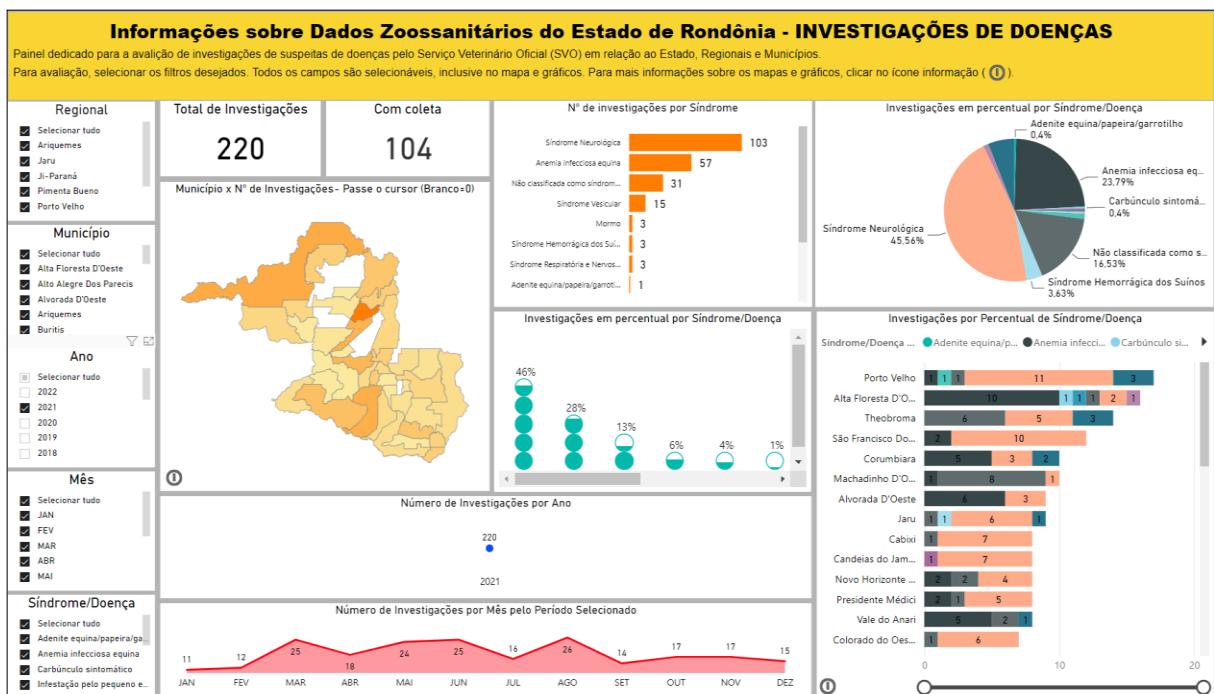 Informações sobre Dados Zoossanitários do Estado de Rondônia - INVESTIGAÇÕES DE DOENÇAS
Painel dedicado para a avalição de investigações de suspeitas de doenças pelo Serviço Veterinário Oficial (SVO) em relação ao Estado, Regionais e Municípios.
Para avaliação, selecionar os filtros desejados. Todos os campos são selecionáveis, inclusive no mapa e gráficos. Para mais informações sobre os mapas e gráficos, clicar no ícone informação ( ).
Regional
Selecionar tudo
Ariquemes
Jaru
Ji-Paraná
Pimenta Bueno
Porto Velho
Município
Selecionar tudo
Alta Floresta D'Oeste
Alto Alegre Dos Parecis
Alvorada D'Oeste
Ariquemes
Buritis
Ano
Selecionar tudo
2022
2021
2020
2019
2018
Mês
Selecionar tudo
JAN
FEV
MAR
ABR
MAI
Síndrome/Doença
Selecionar tudo
Adenite equina/papeira/ga...
Anemia infecciosa equina
Carbúnculo sintomático
Infestação pelo pequeno e...
Total de Investigações
220
Com coleta
104
Município x N° de Investigações- Passe o cursor (Branco=0)
N° de investigações por Síndrome
Síndrome Neurológica 103
Anemia infecciosa equina 57
Não classificada como síndrom... 31
Síndrome Vesicular 15
Mormo 3
Síndrome Hemorrágica dos Suí... 3
Síndrome Respiratória e Nervos... 3
Adenite equina/papeira/garrotí... 1
Investigações em percentual por Síndrome/Doença
46%
28%
13%
6%
4%
1%
Investigações em percentual por Síndrome/Doença
Adenite equina/papeira/garrotilho
0,4%
Anemia infecciosa eq...
23,79%
Carbúnculo sintomá...
0,4%
Síndrome Neurológica
45,56%
Não classificada como s...
16,53%
Síndrome Hemorrágica dos Suínos
3,63%
Investigações por Percentual de Síndrome/Doença
Síndrome/Doença ... Adenite equina/p... Anemia infecci... Carbúnculo si...
Porto Velho 1 1 1 11 3
Alta Floresta D'O... 10 1 1 1 2 1
Theobroma 6 5 3
São Francisco Do... 2 10
Corumbiara 5 3 2
Machadinho D'O... 1 8 1
Alvorada D'Oeste 6 3
Jaru 1 1 6 1
Cabixi 1 7
Candeias do Jam... 1 7
Novo Horizonte ... 2 2 4
Presidente Médici 2 1 5
Vale do Anari 5 2 1
Colorado do Oes... 1 6
0 10 20
Número de Investigações por Ano
220
2021
Número de Investigações por Mês pelo Período Selecionado
11 12 25 18 24 25 16 26 14 17 17 15
JAN FEV MAR ABR MAI JUN JUL AGO SET OUT NOV DEZ